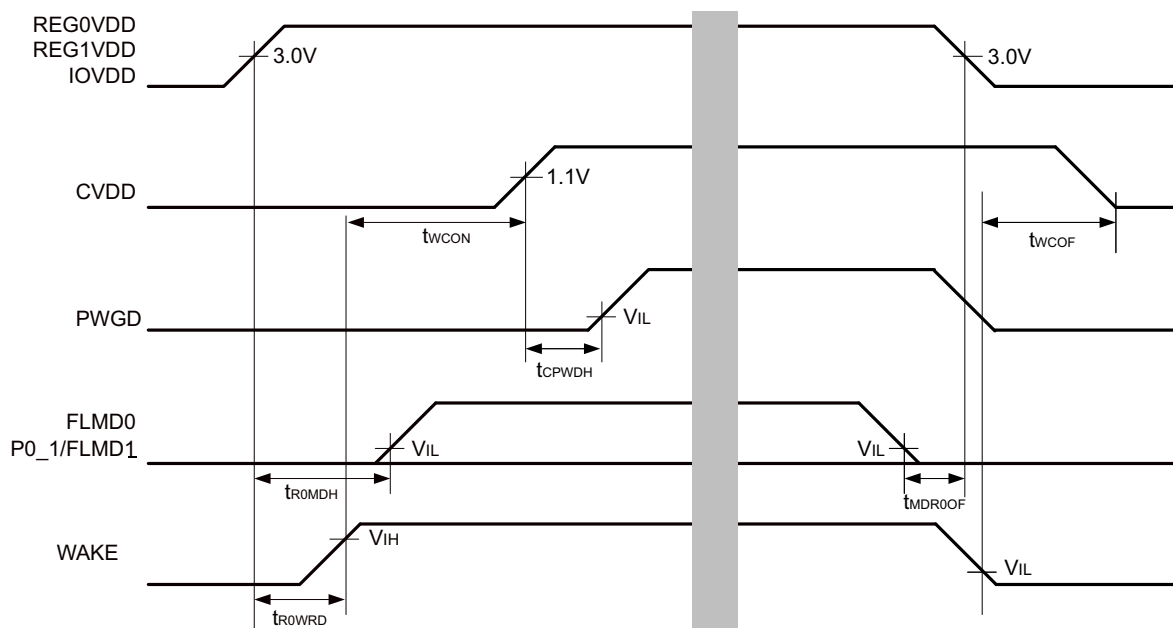 REG0VDD
REG1VDD
IOVDD
3.0V
3.0V
CVDD
1.1V
tWCON
tWCOF
PWGD
VIL
tCPWDH
FLMD0
P0_1/FLMD1
VIL
VIL
tR0MDH
tMDR0OF
WAKE
VIH
VIL
tR0WRD